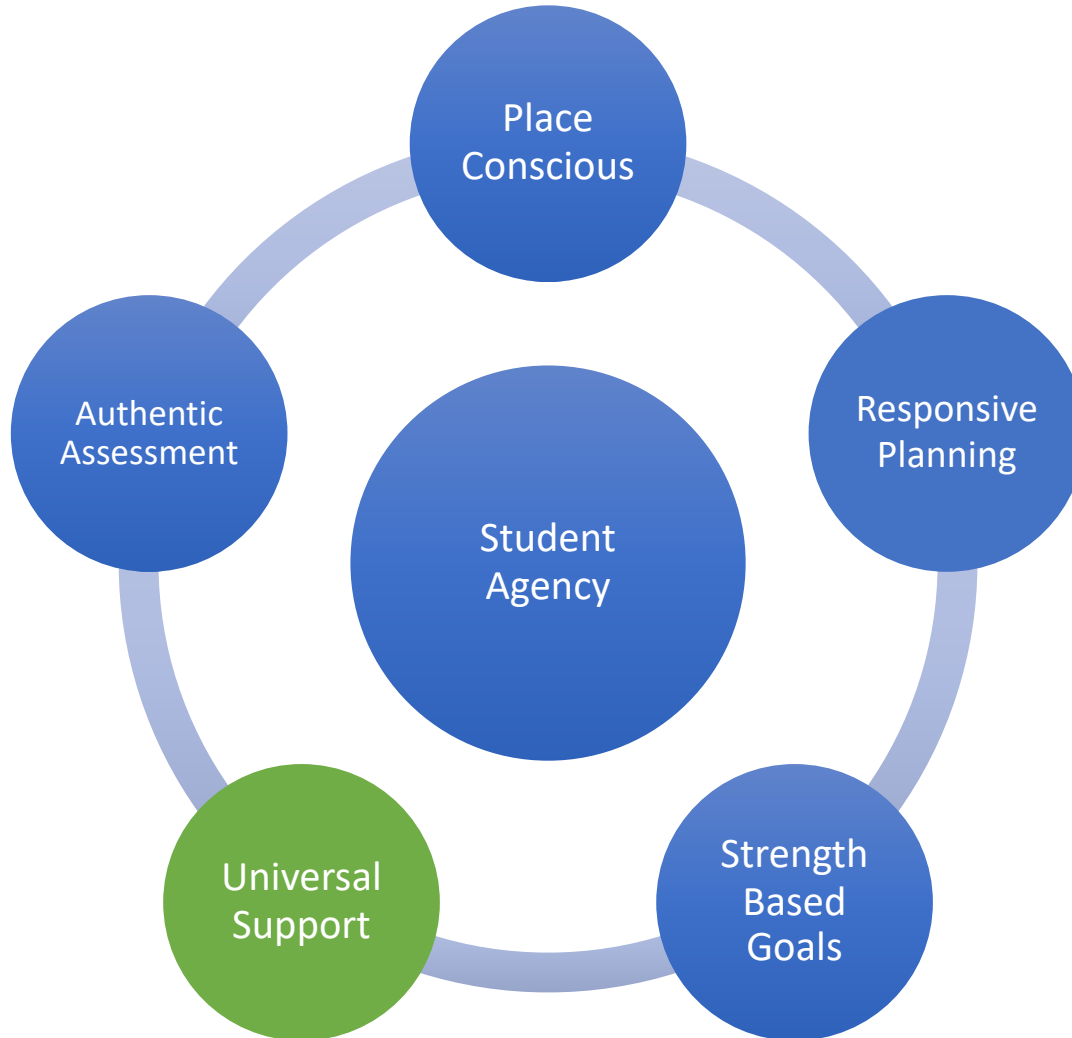 Place
Conscious
Responsive
Planning
Strength
Based
Goals
Universal
Support
Authentic
Assessment
Student
Agency